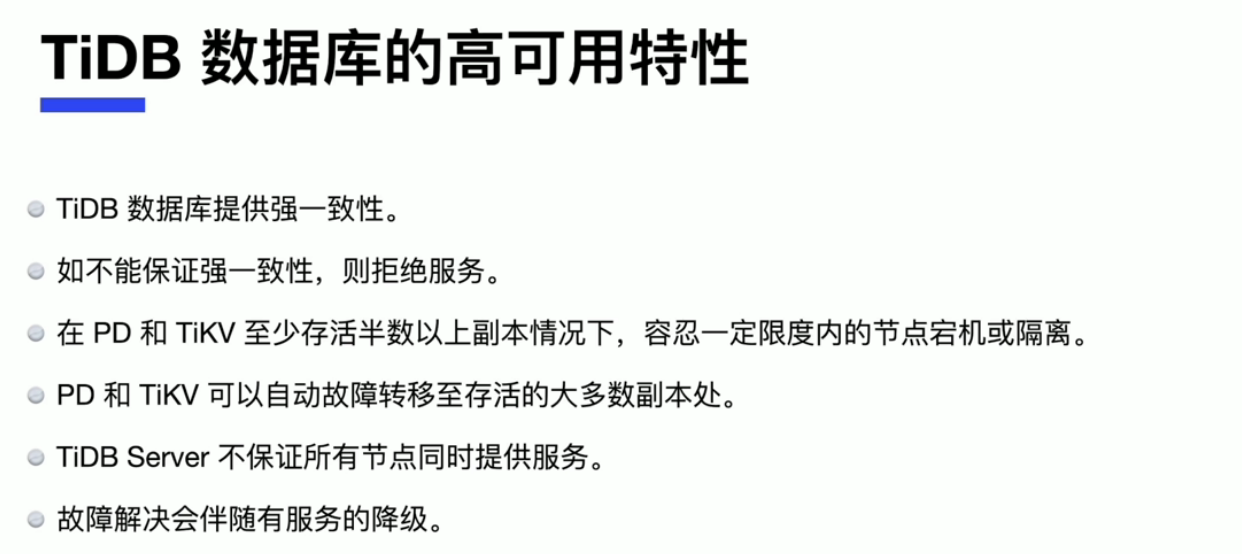 TiDB 数据库的高可用特性
TiDB 数据库提供强一致性。
如不能保证强一致性，则拒绝服务。
在 PD 和 TiKV 至少存活半数以上副本情况下，容忍一定限度内的节点宕机或隔离。
PD 和 TiKV 可以自动故障转移至存活的大多数副本处。
TiDB Server 不保证所有节点同时提供服务。
故障解决会伴随有服务的降级。